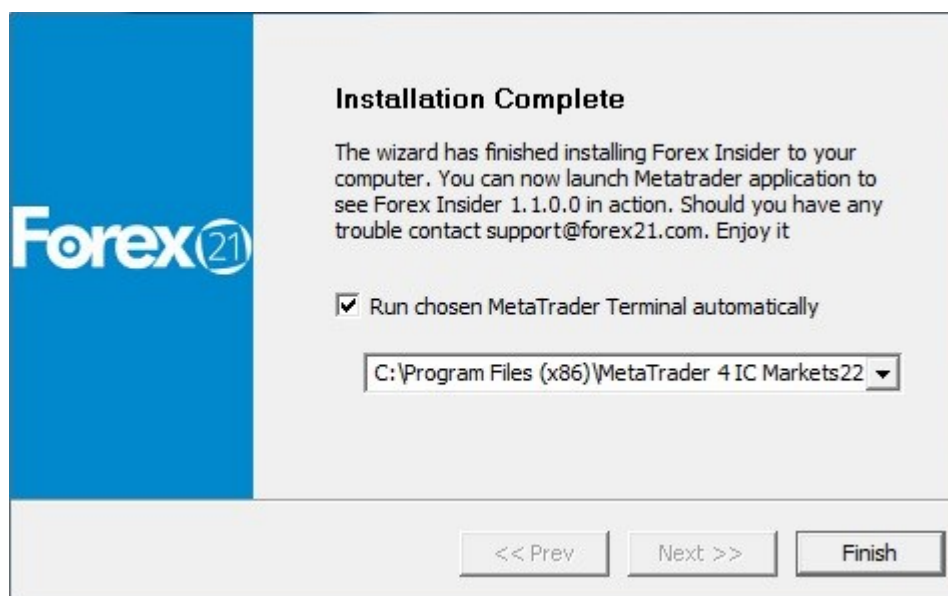 Installation Complete
The wizard has finished installing Forex Insider to your
computer. You can now launch Metatrader application to
see Forex Insider 1.1.0.0 in action. Should you have any
trouble contact support@forex21.com. Enjoy it
Forex21
Run chosen MetaTrader Terminal automatically
C:\Program Files (x86)\MetaTrader 4 IC Markets22
<< Prev
Next >>
Finish